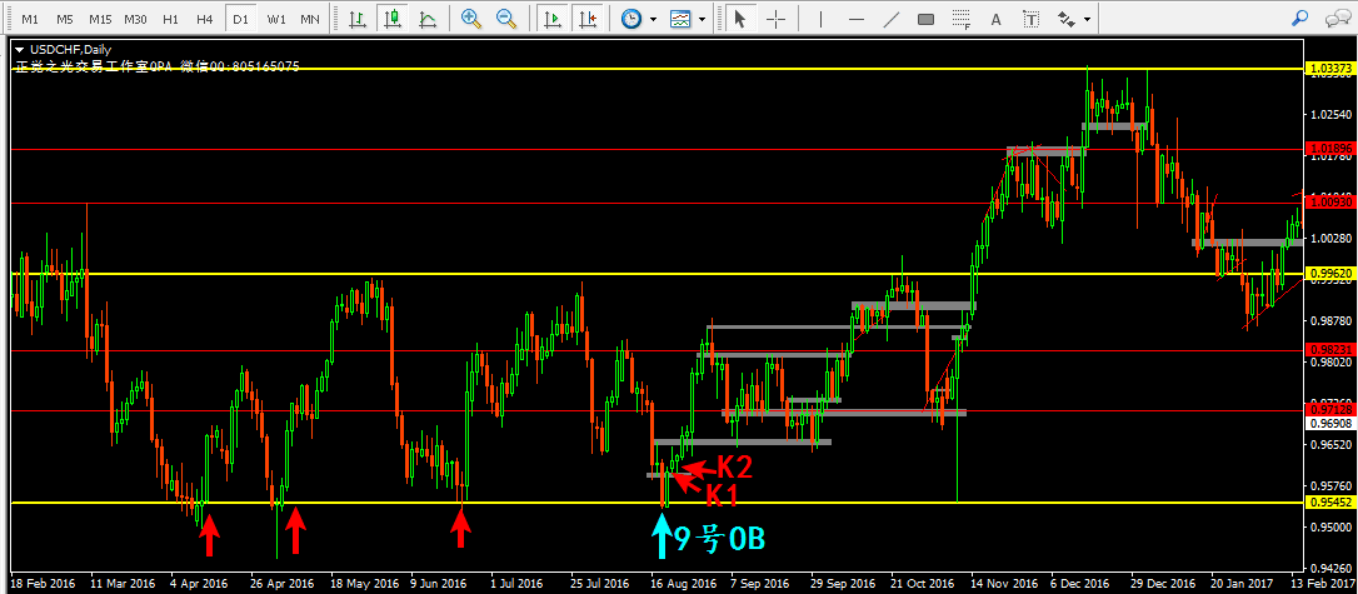 M1 M5 M15 M30 H1 H4 D1 W1 MN
A T
F
USDCHF,Daily
正觉之光交易工作室QPA 微信QQ:805165075
1.03373
1.02540
1.01896
1.01780
1.00930
1.00280
0.99620
0.98780
0.98231
0.98020
0.97128
0.96908
0.96520
0.95760
0.95452
0.95000
0.94260
K2
K1
9号OB
18 Feb 2016 11 Mar 2016 4 Apr 2016 26 Apr 2016 18 May 2016 9 Jun 2016 1 Jul 2016 25 Jul 2016 16 Aug 2016 7 Sep 2016 29 Sep 2016 21 Oct 2016 14 Nov 2016 6 Dec 2016 29 Dec 2016 20 Jan 2017 13 Feb 2017